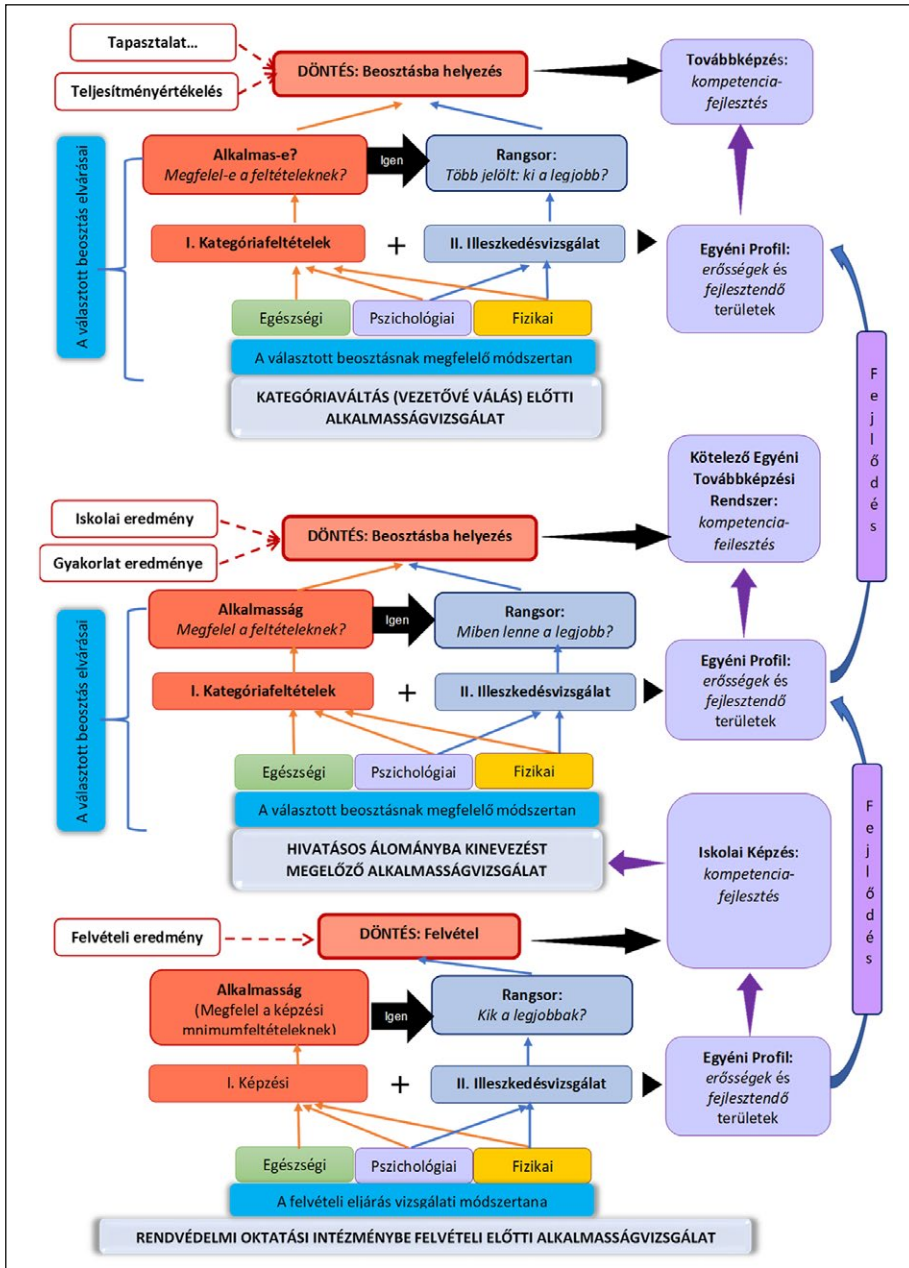 Tapasztalat...
Teljesítményértékelés
DÖNTÉS: Beosztásba helyezés
Továbbképzés:
kompetencia-
fejlesztés
A választott beosztás elvárásai
Alkalmas-e?
Megfelel-e a feltételeknek?
Igen
Rangsor:
Több jelölt: ki a legjobb?
I. Kategóriafeltételek
+
II. Illeszkedésvizsgálat
Egyéni Profil:
erősségek és
fejlesztendő
területek
Egészségi
Pszichológiai
Fizikai
A választott beosztásnak megfelelő módszertan
KATEGÓRIAVÁLTÁS (VEZETŐVÉ VÁLÁS) ELŐTTI
ALKALMASSÁGVIZSGÁLAT
Fejlődés
Iskolai eredmény
Gyakorlat eredménye
DÖNTÉS: Beosztásba helyezés
Kötelező Egyéni
Továbbképzési
Rendszer:
kompetencia-
feilesztés
A választott beosztás elvárásai
Alkalmasság
Megfelel a feltételeknek?
Igen
Rangsor:
Miben lenne a legjobb?
I. Kategóriafeltételek
+
II. Illeszkedésvizsgálat
Egyéni Profil:
erősségek és
fejlesztendő
területek
Egészségi
Pszichológiai
Fizikai
A választott beosztásnak megfelelő módszertan
HIVATÁSOS ÁLOMÁNYBA KINEVEZÉST
MEGELŐZŐ ALKALMASSÁGVIZSGÁLAT
Iskolai Képzés:
kompetencia-
fejlesztés
Fejlődés
Felvételi eredmény
DÖNTÉS: Felvétel
Alkalmasság
(Megfelel a képzési
mnimumfeltételeknek)
Igen
Rangsor:
Kik a legjobbak?
I. Képzési
+
II. Illeszkedésvizsgálat
Egyéni Profil:
erősségek és
fejlesztendő
területek
Egészségi
Pszichológiai
Fizikai
A felvételi eljárás vizsgálati módszertana
RENDVÉDELMI OKTATÁSI INTÉZMÉNYBE FELVÉTELI ELŐTTI ALKALMASSÁGVIZSGÁLAT